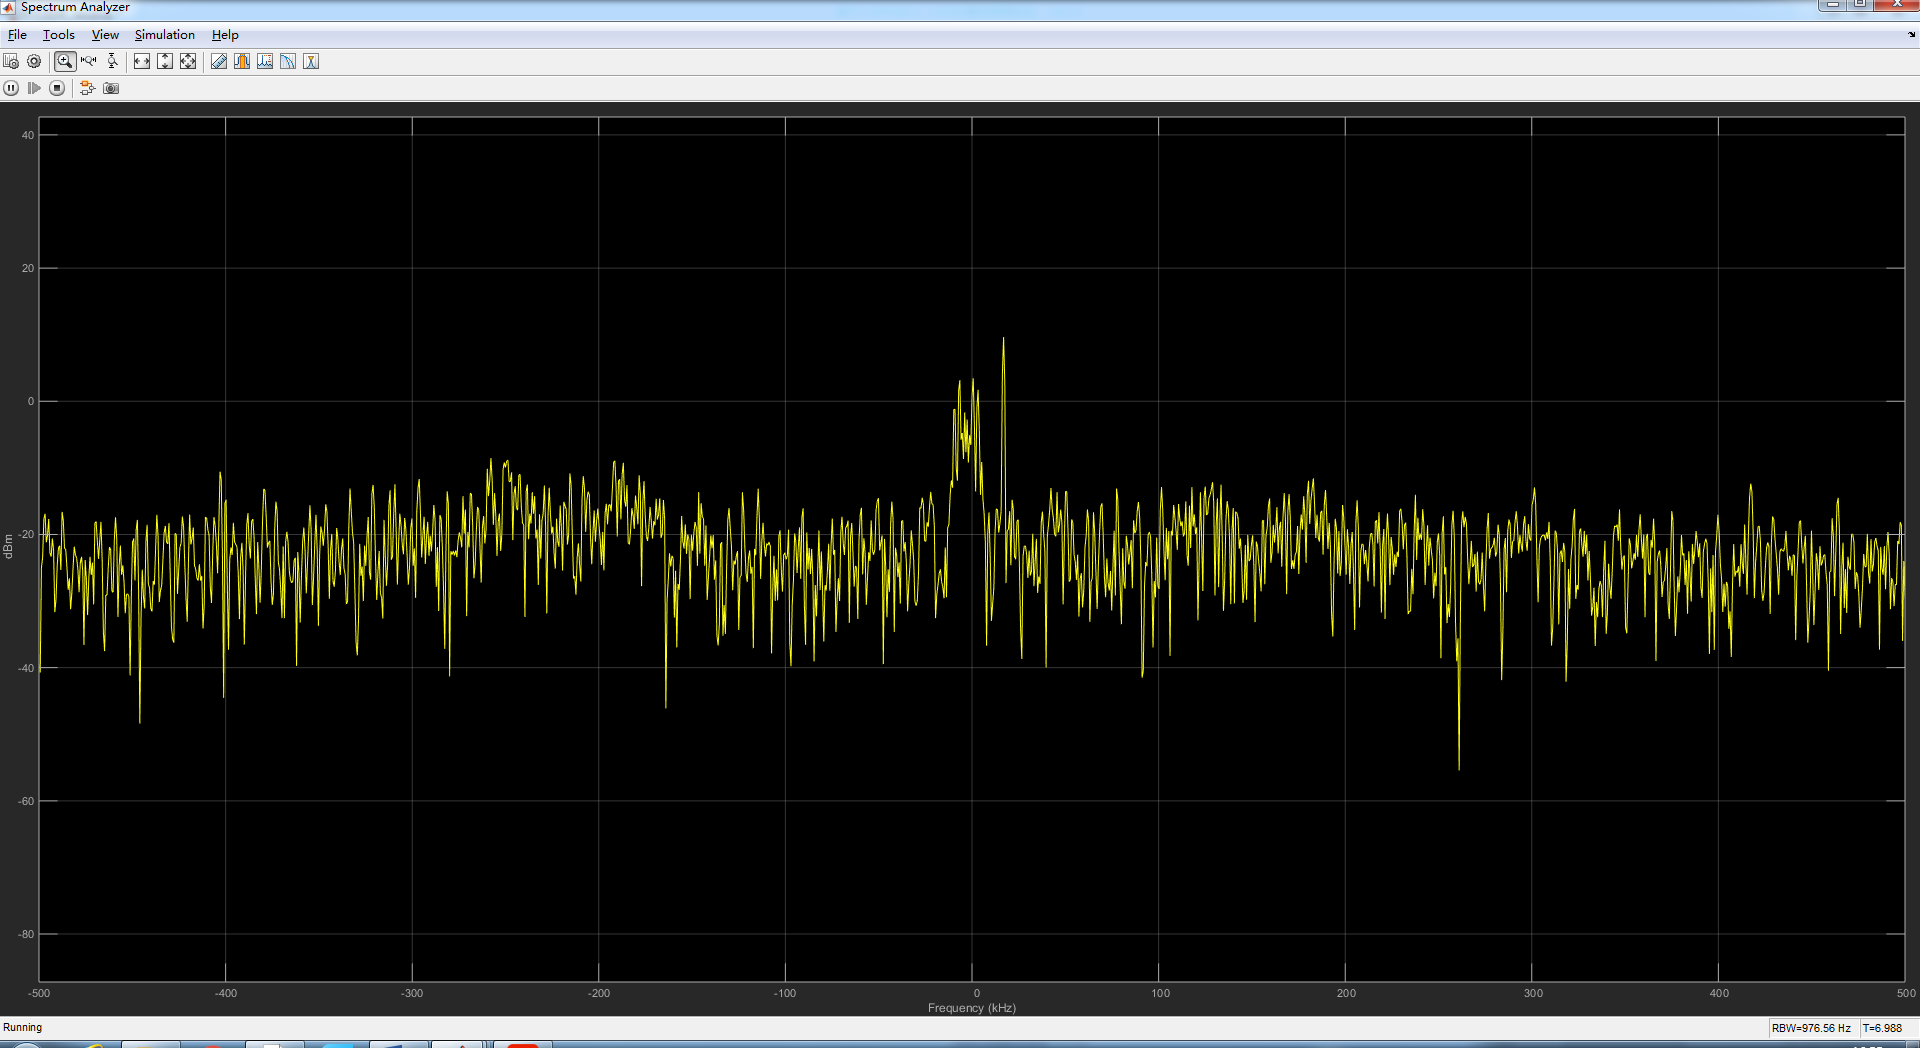 Spectrum Analyzer
File Tools View Simulation Help
40
20
0
-20
-40
-60
-80
dBm
-500 -400 -300 -200 -100 0 100 200 300 400 500
Frequency (kHz)
Running
RBW=976.56 Hz T=6.988